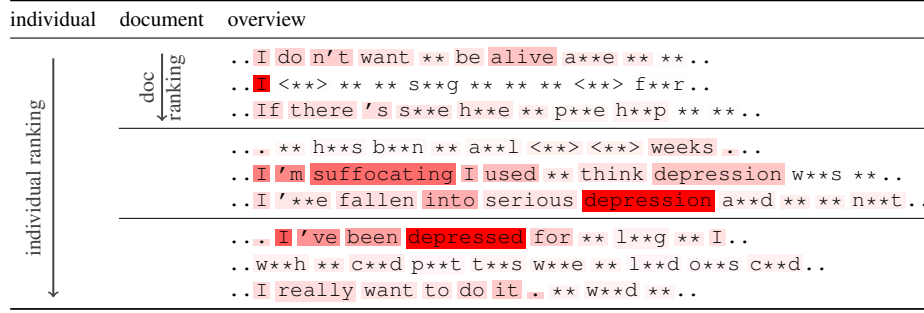 individual document overview
individual ranking
doc ranking
..I do n't want ** be alive a**e ** **..
..I <**> ** ** s**g ** ** ** <**> f**r..
..If there 's s**e h**e ** p**e h**p ** **..
... ** h**s b**n ** a**l <**> <**> weeks ...
..I 'm suffocating I used ** think depression w**s **..
..I '**e fallen into serious depression a**d ** ** n**t..
... I 've been depressed for ** l**g ** I..
..w**h ** c**d p**t t**s w**e ** l**d o**s c**d..
..I really want to do it . ** w**d **..